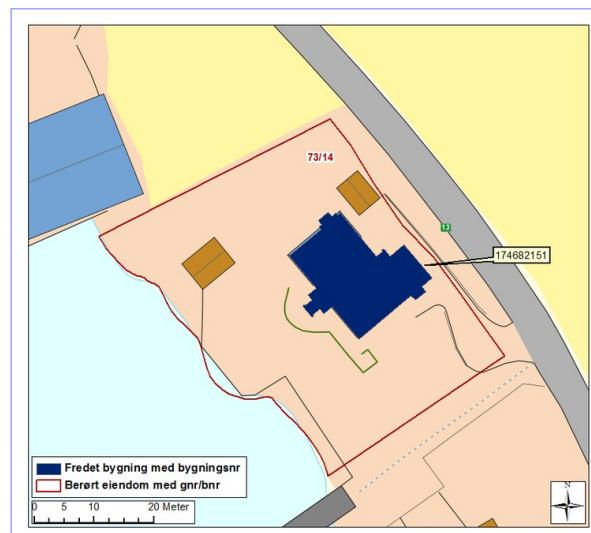 73/14
13
174682151
Fredet bygning med bygningsnr
Berørt eiendom med gnr/bnr
0 5 10 20 Meter
N